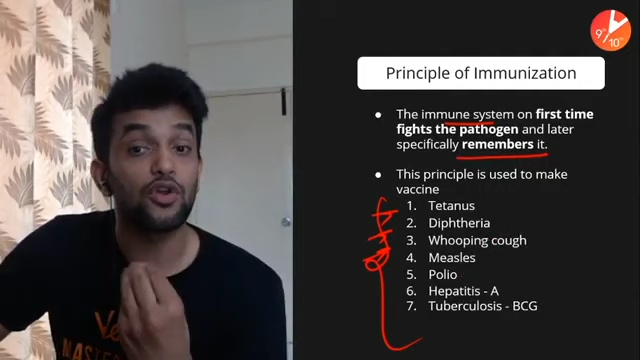 9th
10th
Principle of Immunization
● The immune system on first time
fights the pathogen and later
specifically remembers it.
● This principle is used to make
vaccine
1. Tetanus
2. Diphtheria
3. Whooping cough
4. Measles
5. Polio
6. Hepatitis - A
7. Tuberculosis - BCG